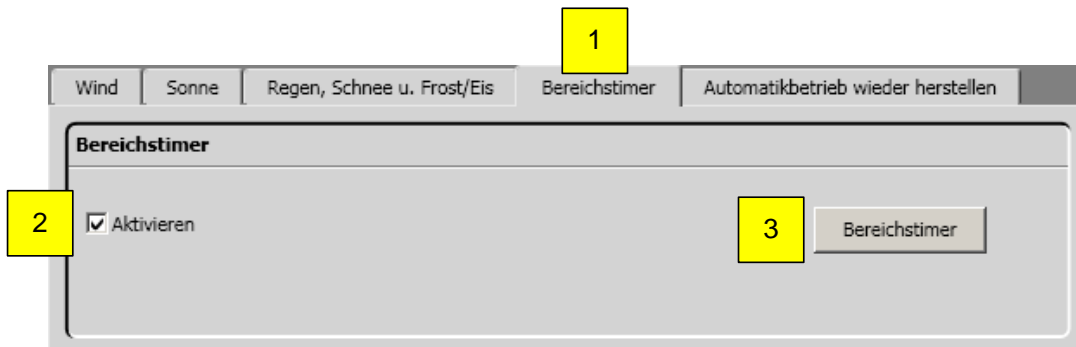 1
Wind Sonne Regen, Schnee u. Frost/Eis Bereichstimer Automatikbetrieb wieder herstellen
Bereichstimer
2 Aktivieren 3 Bereichstimer